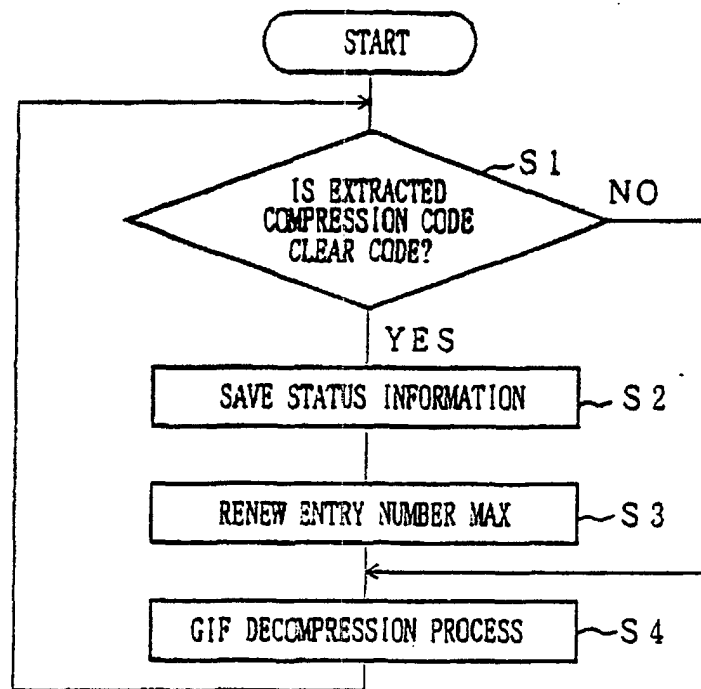 START
S1
IS EXTRACTED
COMPRESSION CODE
CLEAR CODE?
NO
YES
SAVE STATUS INFORMATION
S2
RENEW ENTRY NUMBER MAX
S3
GIF DECOMPRESSION PROCESS
S4